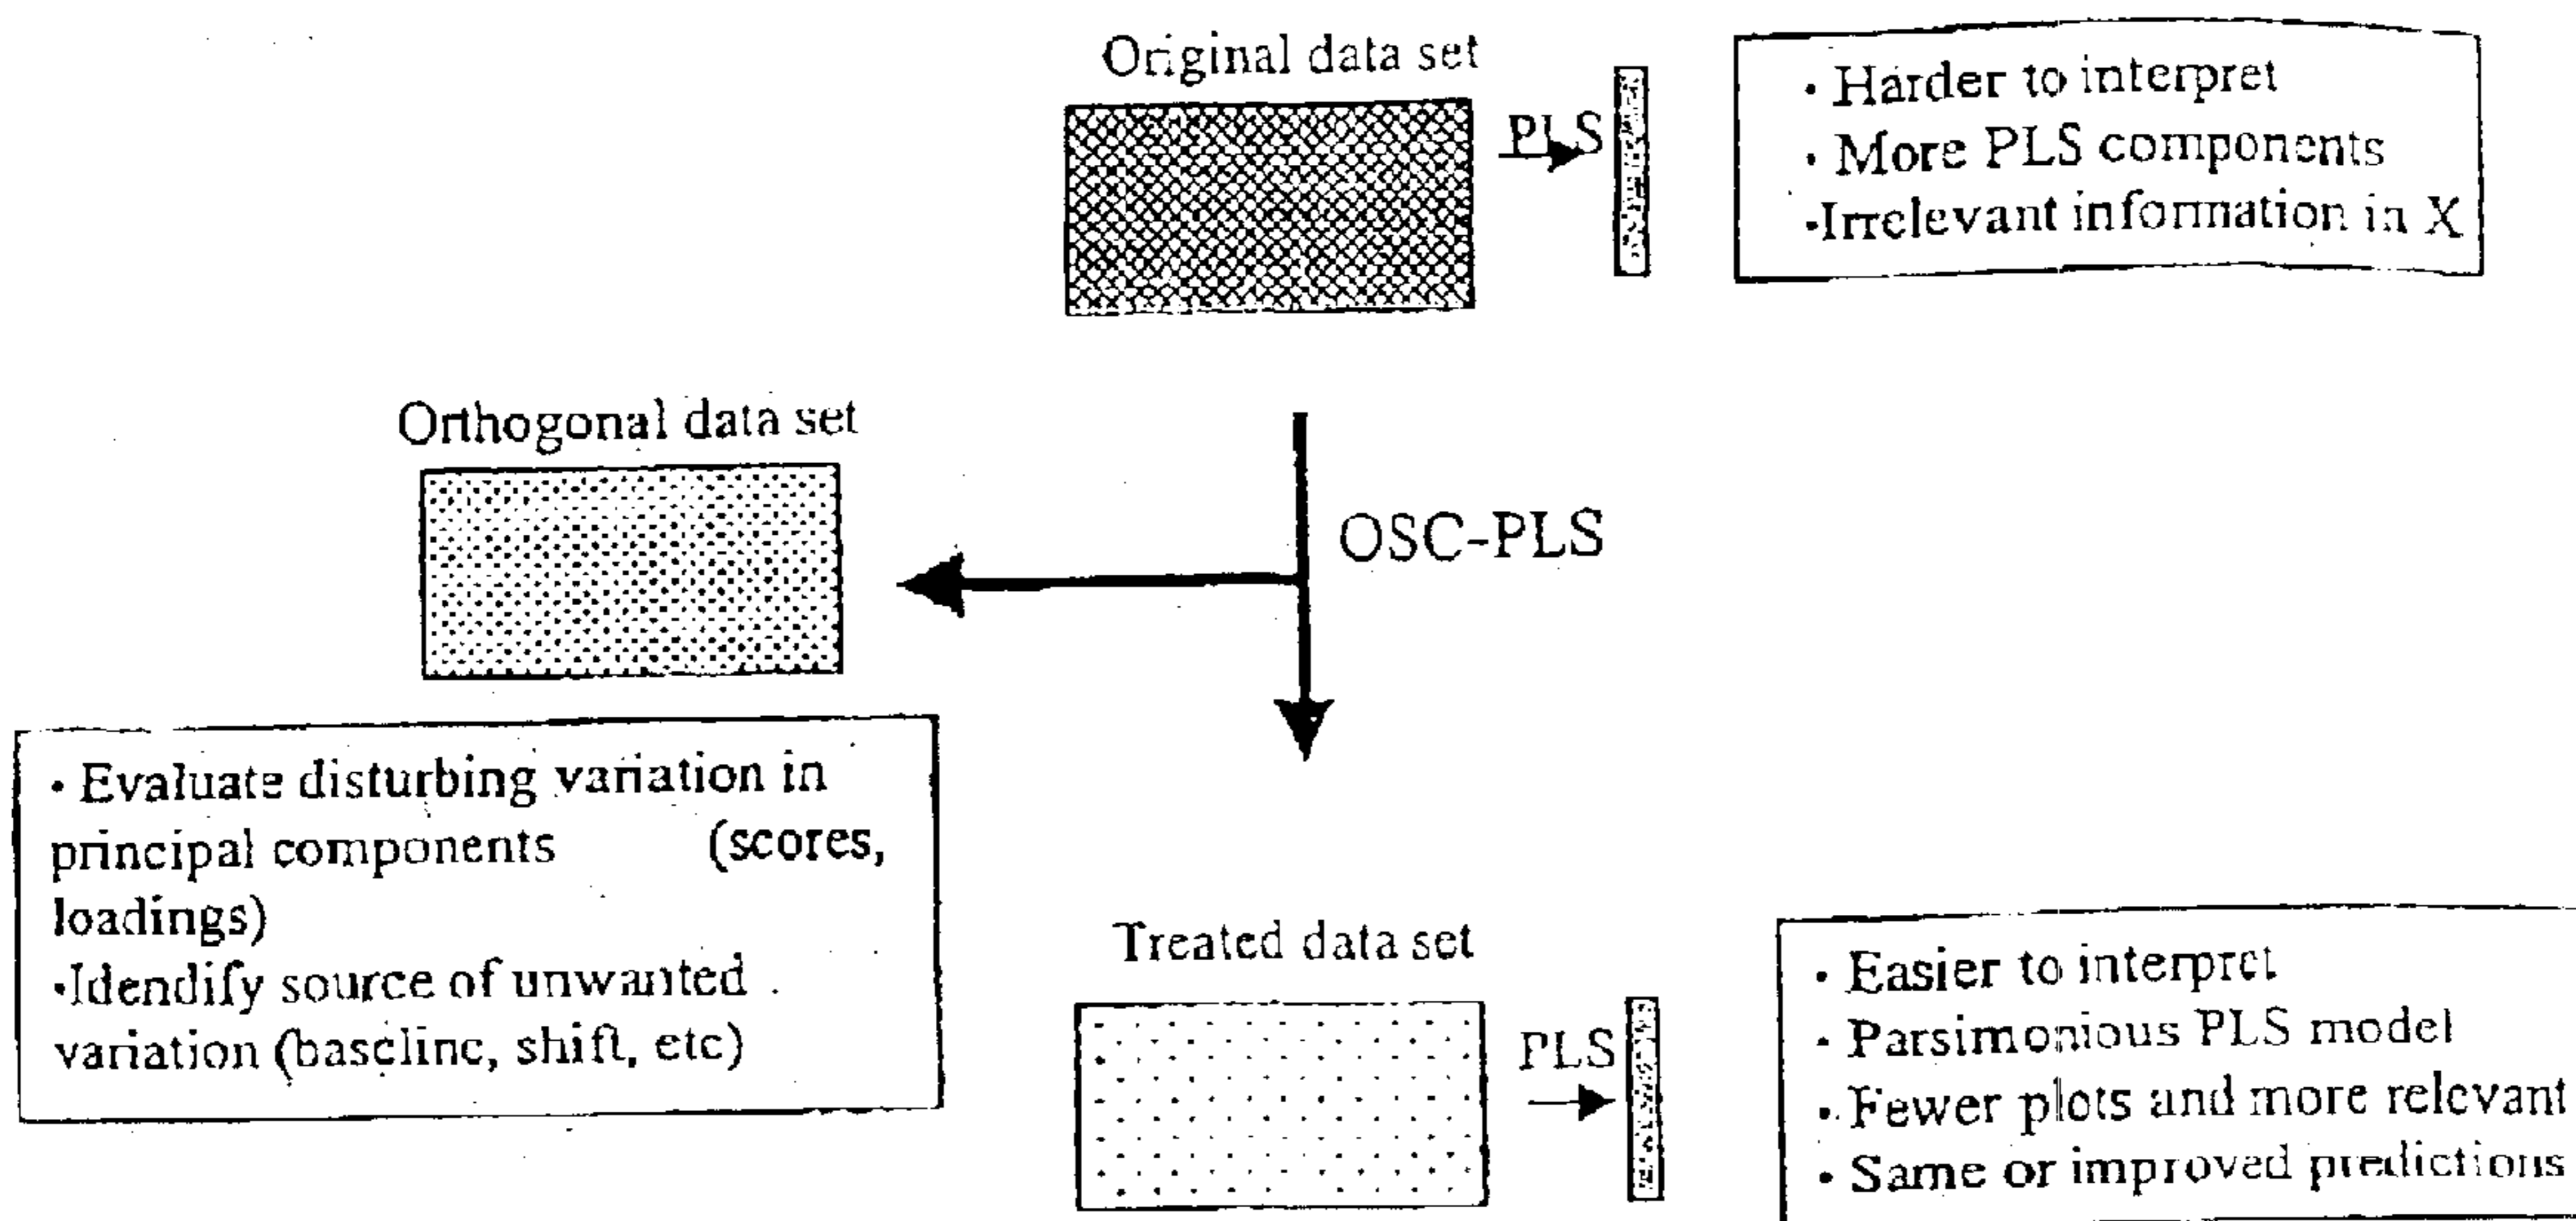 Original data set
PLS
· Harder to interpret
· More PLS components
·Irrelevant information in X
Orthogonal data set
OSC-PLS
· Evaluate disturbing variation in
principal components (scores,
loadings)
·Idendify source of unwanted
variation (baseline, shift, etc)
Treated data set
PLS
· Easier to interpret
· Parsimonious PLS model
· Fewer plots and more relevant
· Same or improved predictions